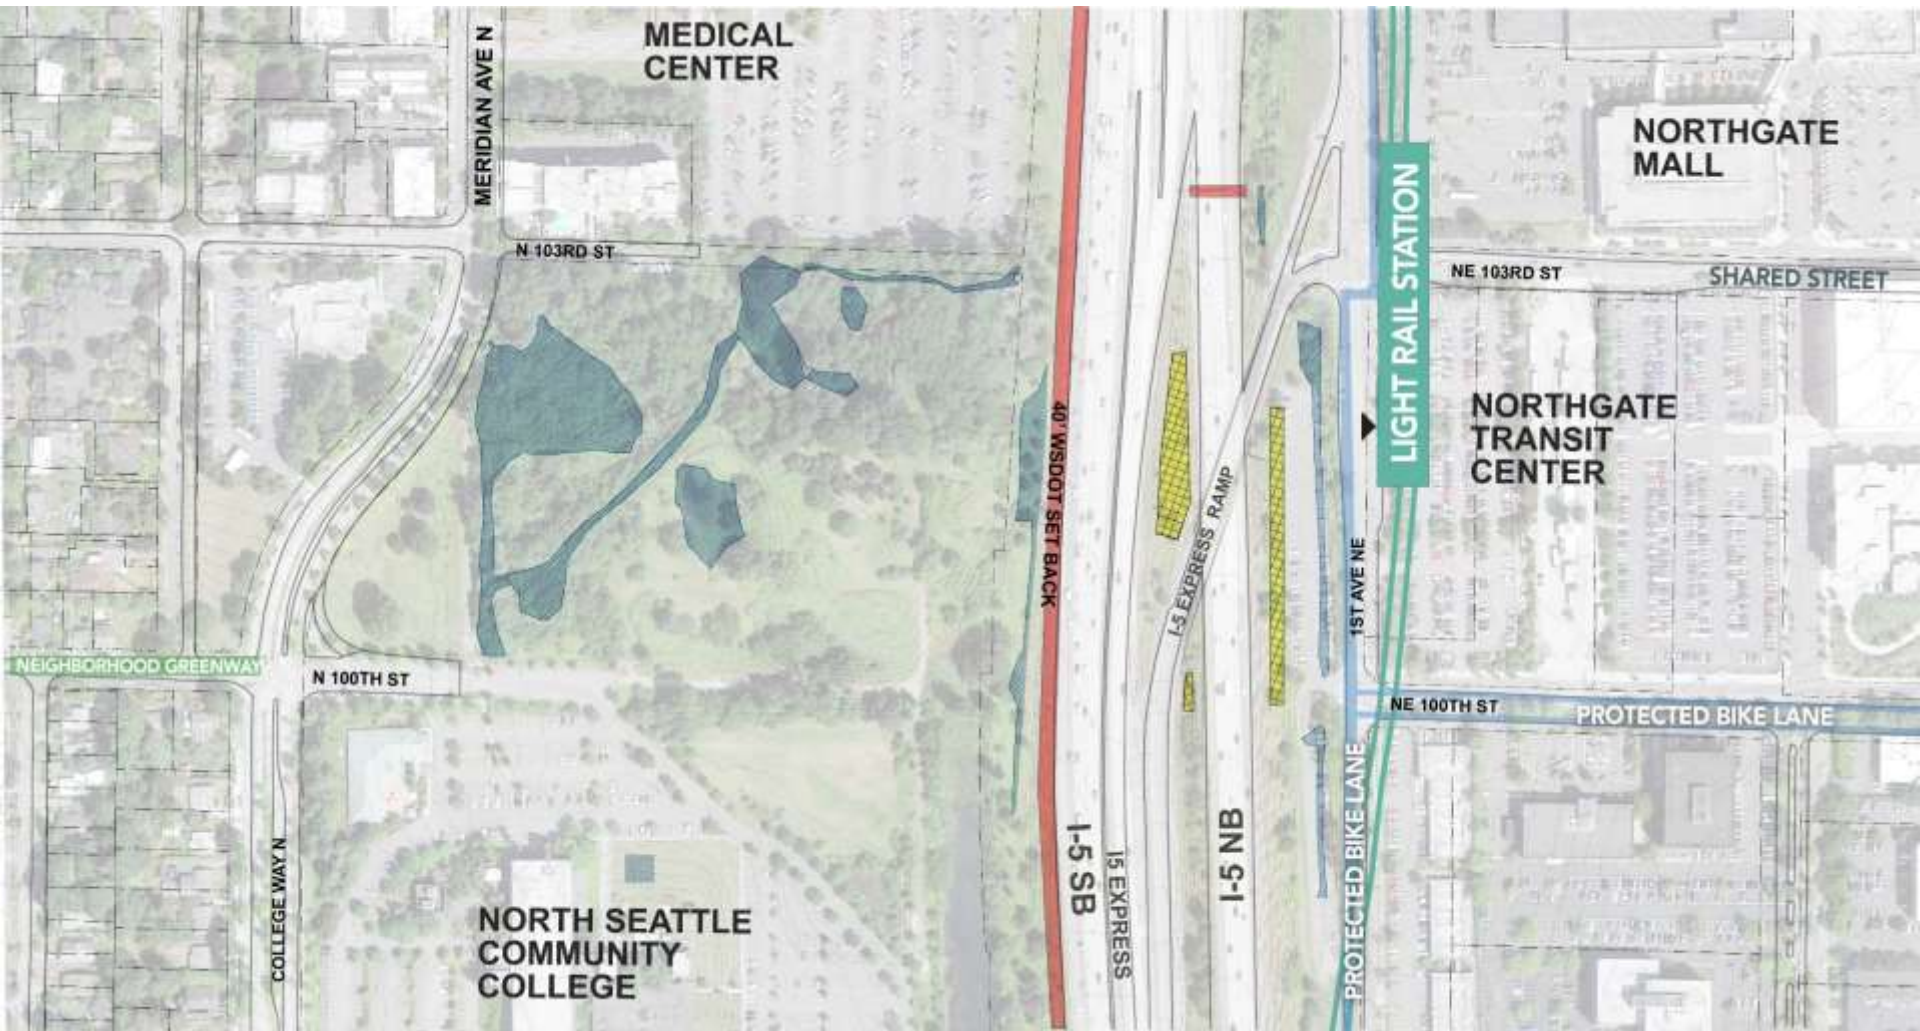 MERIDIAN AVE N
MEDICAL
CENTER
NORTHGATE
MALL
LIGHT RAIL STATION
N 103RD ST
NE 103RD ST
SHARED STREET
40' WSDOT SET BACK
I-5 EXPRESS RAMP
NORTHGATE
TRANSIT
CENTER
1ST AVE NE
NEIGHBORHOOD GREENWAY
N 100TH ST
NE 100TH ST
PROTECTED BIKE LANE
PROTECTED BIKE LANE
COLLEGE WAY N
NORTH SEATTLE
COMMUNITY
COLLEGE
I-5 SB
I5 EXPRESS
I-5 NB